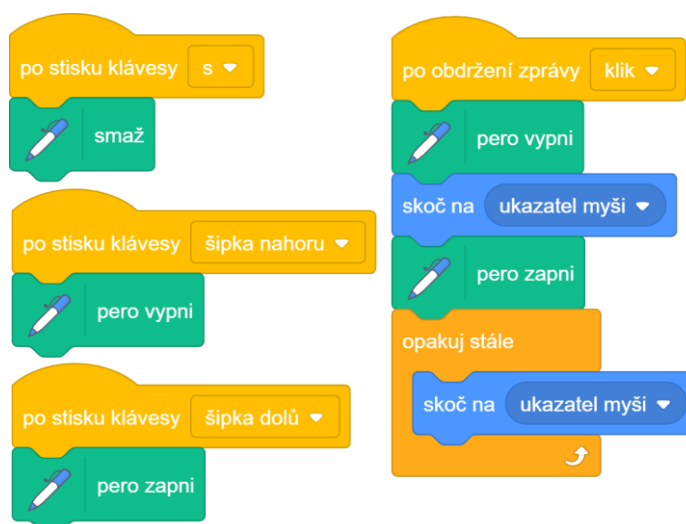 po stisku klávesy s
smaž
po stisku klávesy šipka nahoru
pero vypni
po stisku klávesy šipka dolů
pero zapni
po obdržení zprávy klik
pero vypni
skoč na ukazatel myši
pero zapni
opakuj stále
skoč na ukazatel myši